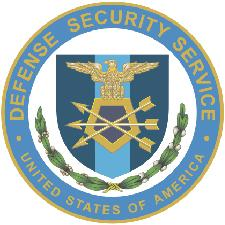 DEFENSE SECURITY SERVICE
UNITED STATES OF AMERICA